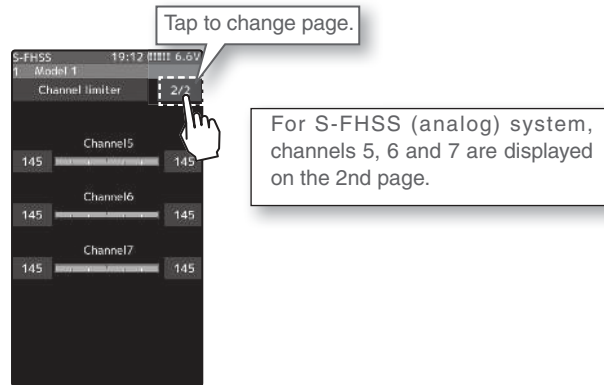 Tap to change page.
S-FHSS 19:12 6.6V
1 Model 1
Channel limiter 2/2
For S-FHSS (analog) system,
channels 5, 6 and 7 are displayed
on the 2nd page.
Channel5
145 145
Channel6
145 145
Channel7
145 145